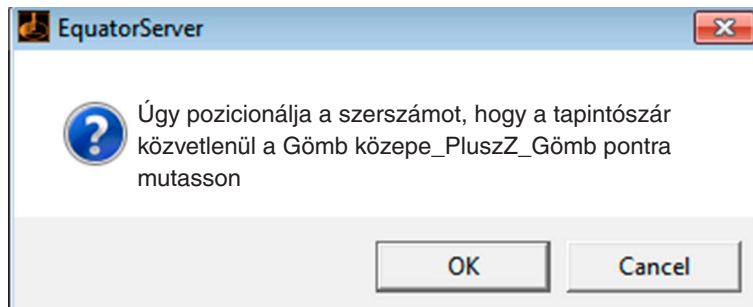 EquatorServer
Úgy pozicionálja a szerszámot, hogy a tapintószár
közvetlenül a Gömb közepe_PluszZ_Gömb pontra
mutasson
OK
Cancel